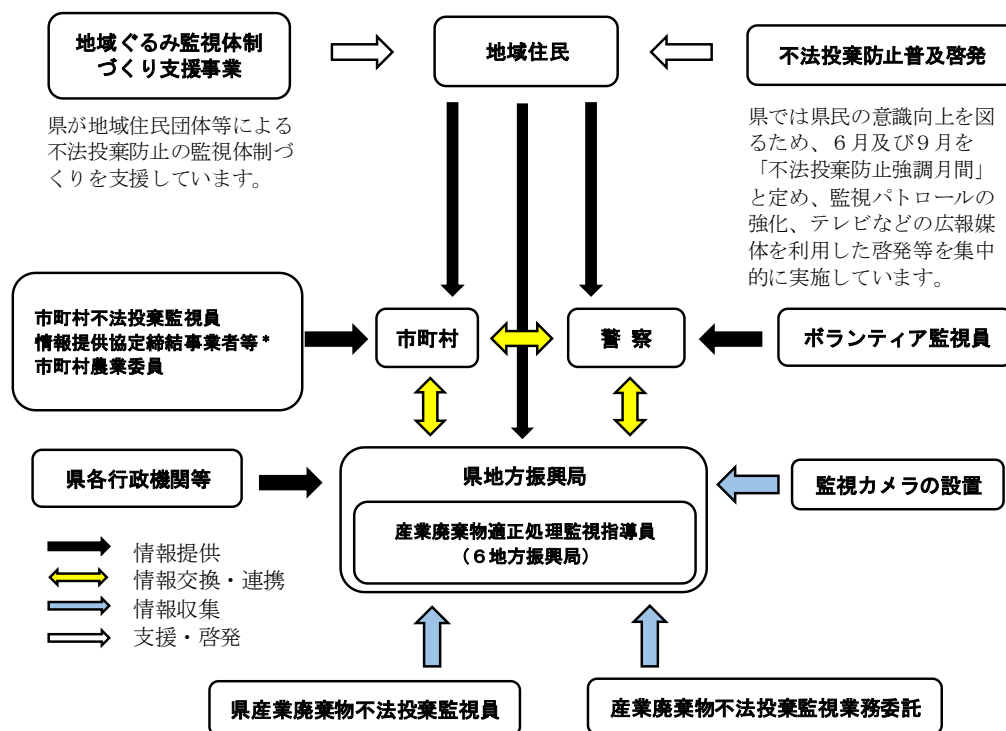 地域ぐるみ監視体制
づくり支援事業
地域住民
不法投棄防止普及啓発
県が地域住民団体等による
不法投棄防止の監視体制づ
くりを支援しています。
県では県民の意識向上を図
るため、６月及び９月を
「不法投棄防止強調月間」
と定め、監視パトロールの
強化、テレビなどの広報媒
体を利用した啓発等を集中
的に実施しています。
市町村不法投棄監視員
情報提供協定締結事業者等*
市町村農業委員
市町村
警 察
ボランティア監視員
県各行政機関等
県地方振興局
産業廃棄物適正処理監視指導員
（６地方振興局）
監視カメラの設置
情報提供
情報交換・連携
情報収集
支援・啓発
県産業廃棄物不法投棄監視員
産業廃棄物不法投棄監視業務委託